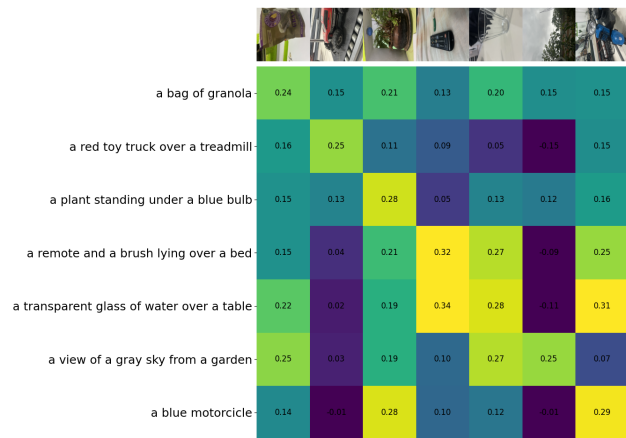 a bag of granola 0.24 0.15 0.21 0.13 0.20 0.15 0.15
a red toy truck over a treadmill 0.16 0.25 0.11 0.09 0.05 -0.15 0.15
a plant standing under a blue bulb 0.15 0.13 0.28 0.05 0.13 0.12 0.16
a remote and a brush lying over a bed 0.15 0.04 0.21 0.32 0.27 -0.09 0.25
a transparent glass of water over a table 0.22 0.02 0.19 0.34 0.28 -0.11 0.31
a view of a gray sky from a garden 0.25 0.03 0.19 0.10 0.27 0.25 0.07
a blue motorcicle 0.14 -0.01 0.28 0.10 0.12 -0.01 0.29